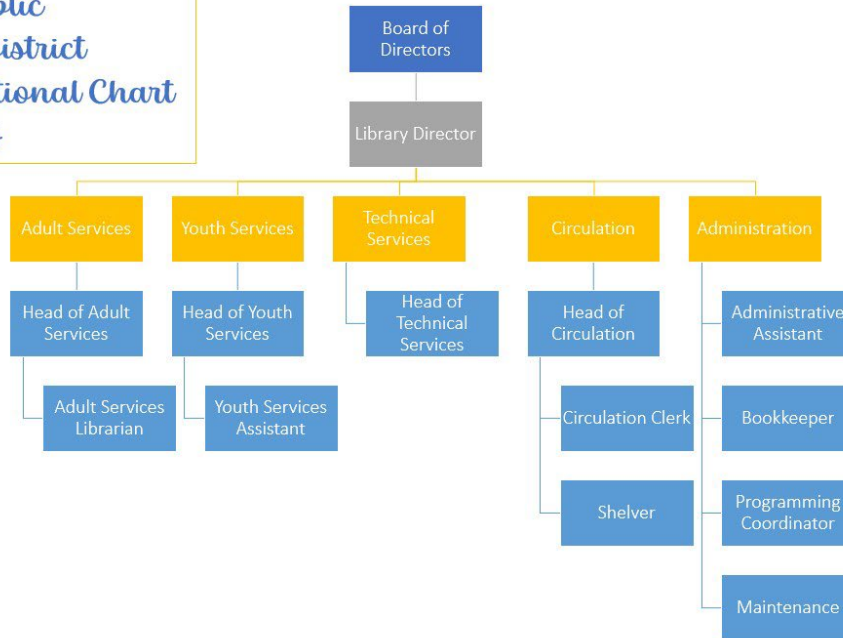 District
Chart
Board of
Directors
Library Director
Adult Services
Youth Services
Technical
Services
Circulation
Administration
Head of Adult
Services
Head of Youth
Services
Head of
Technical
Services
Head of
Circulation
Administrative
Assistant
Adult Services
Librarian
Youth Services
Assistant
Circulation Clerk
Bookkeeper
Shelver
Programming
Coordinator
Maintenance